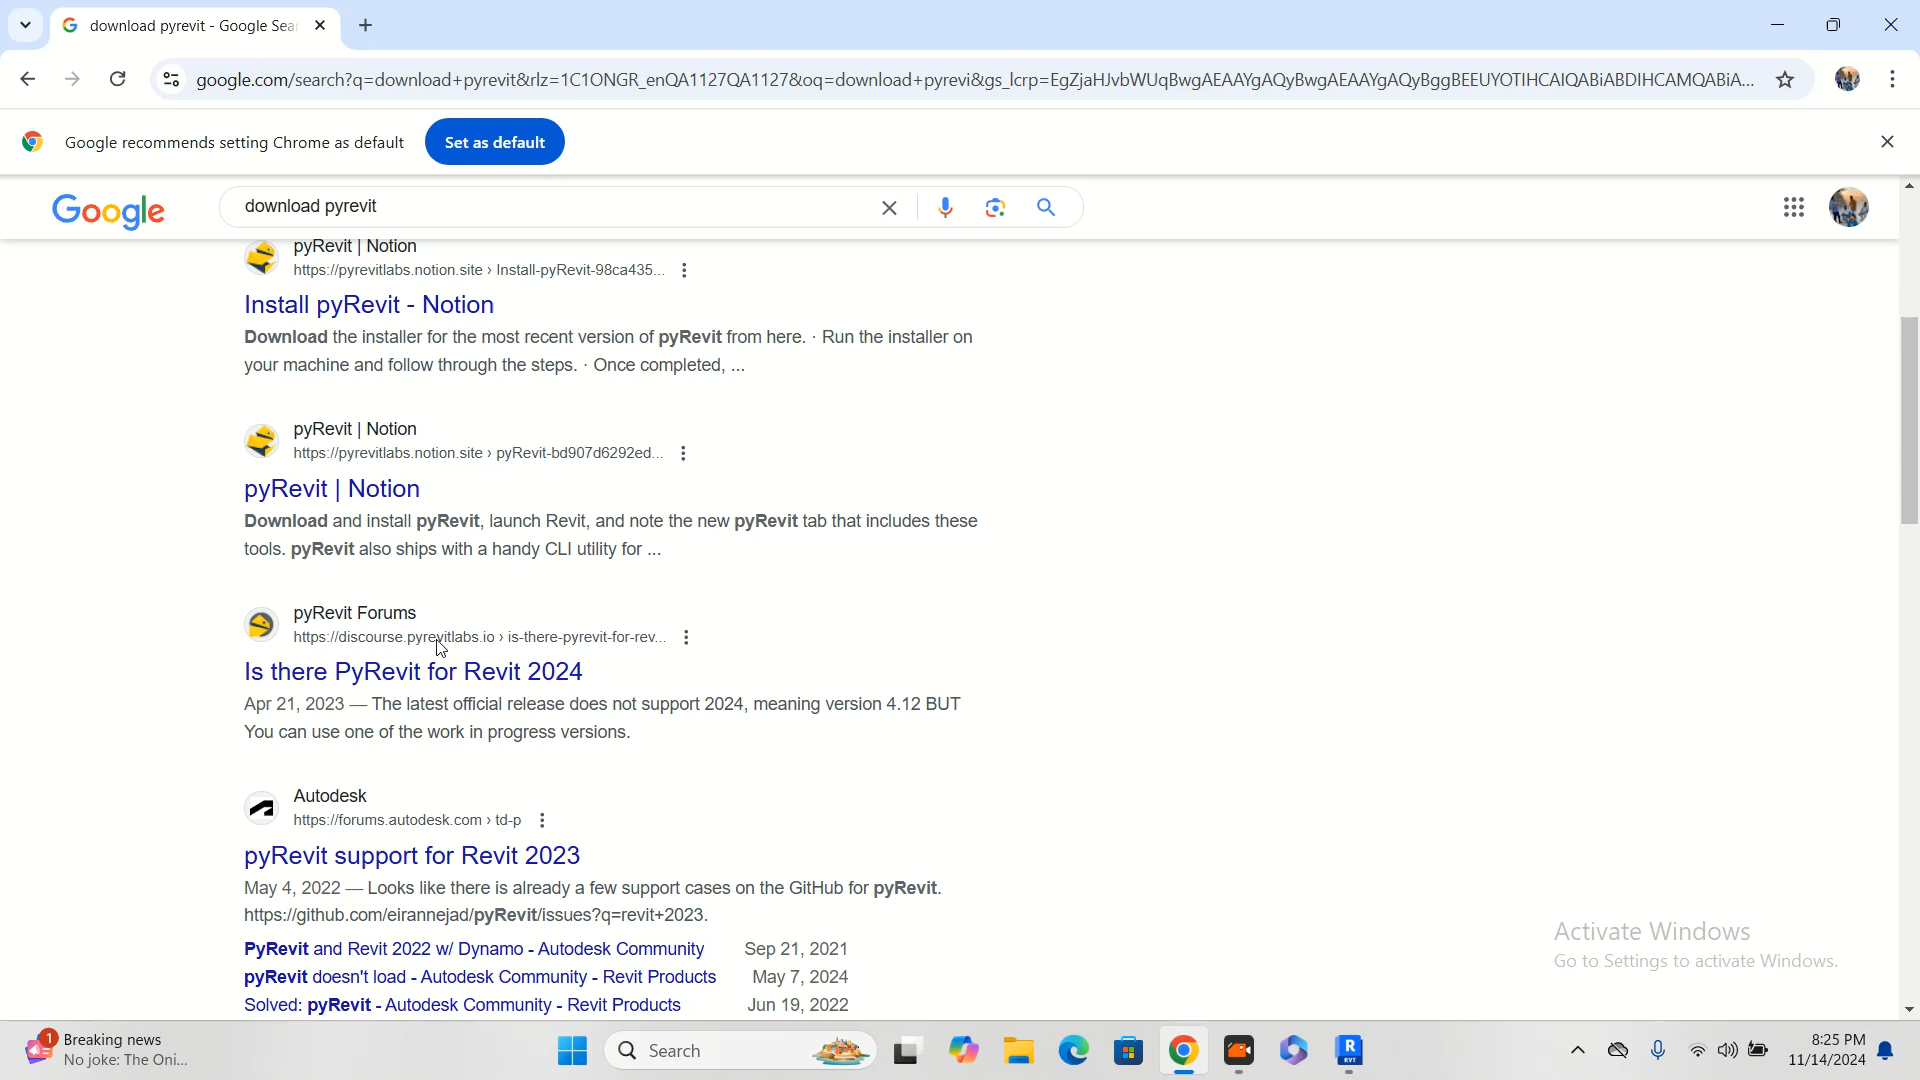 download pyrevit - Google Sea
google.com/search?q=download+pyrevit&rlz=1C1ONGR_enQA1127QA1127&oq=download+pyrevi&gs_lcrp=EgZjaHJvbWUqBwgAEAAYgAQyBwgAEAAYgAQyBggBEEUYOTIHCAIQABiABDIHCAMQABiA...
Google recommends setting Chrome as default
Set as default
Google
download pyrevit
pyRevit | Notion
https://pyrevitlabs.notion.site › Install-pyRevit-98ca435...
Install pyRevit - Notion
Download the installer for the most recent version of pyRevit from here. · Run the installer on
your machine and follow through the steps. · Once completed, ...
pyRevit | Notion
https://pyrevitlabs.notion.site › pyRevit-bd907d6292ed...
pyRevit | Notion
Download and install pyRevit, launch Revit, and note the new pyRevit tab that includes these
tools. pyRevit also ships with a handy CLI utility for ...
pyRevit Forums
https://discourse.pyrevitlabs.io › is-there-pyrevit-for-rev...
Is there PyRevit for Revit 2024
Apr 21, 2023 — The latest official release does not support 2024, meaning version 4.12 BUT
You can use one of the work in progress versions.
Autodesk
https://forums.autodesk.com › td-p
pyRevit support for Revit 2023
May 4, 2022 — Looks like there is already a few support cases on the GitHub for pyRevit.
https://github.com/eirannejad/pyRevit/issues?q=revit+2023.
PyRevit and Revit 2022 w/ Dynamo - Autodesk Community Sep 21, 2021
pyRevit doesn't load - Autodesk Community - Revit Products May 7, 2024
Solved: pyRevit - Autodesk Community - Revit Products Jun 19, 2022
Activate Windows
Go to Settings to activate Windows.
1
Breaking news
No joke: The Oni...
Search
R
RVT
8:25 PM
11/14/2024